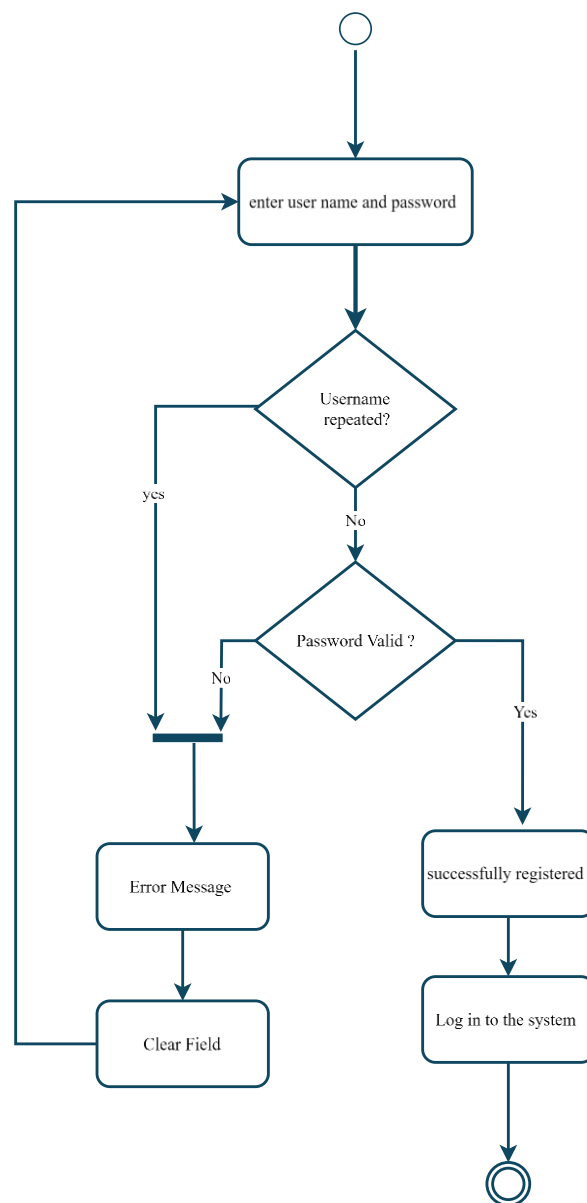 enter user name and password
Username
repeated?
yes
No
Password Valid ?
No
Yes
Error Message
successfully registered
Clear Field
Log in to the system